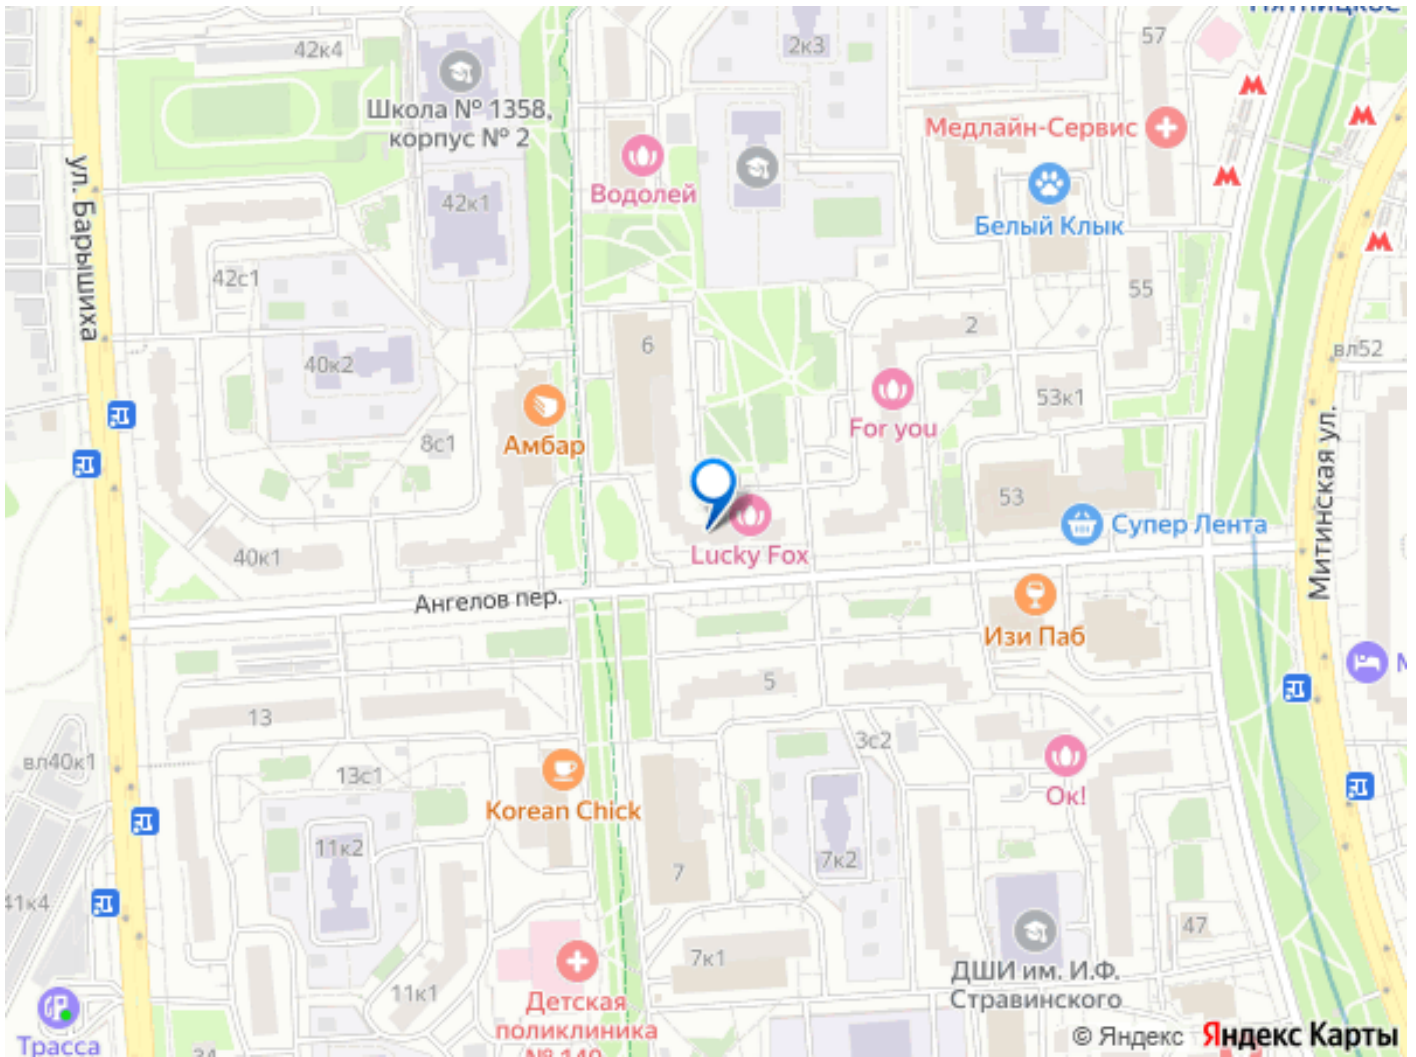 Пятницкое
42к4
2к3
57
Школа № 1358,
корпус № 2
Медлайн-Сервис
ул. Барышиха
Водолей
42к1
Белый Клык
42с1
55
6
2
40к2
вл52
53к1
For you
8с1
Амбар
53
Супер Лента
40к1
Lucky Fox
Митинская ул.
Ангелов пер.
Изи Паб
М
5
13
3с2
вл40к1
13с1
Ок!
Korean Chick
11к2
7к2
7
41к4
47
7к1
ДШИ им. И.Ф.
Стравинского
11к1
Детская
поликлиника
№ 140
Трасса
34
© Яндекс Яндекс Карты